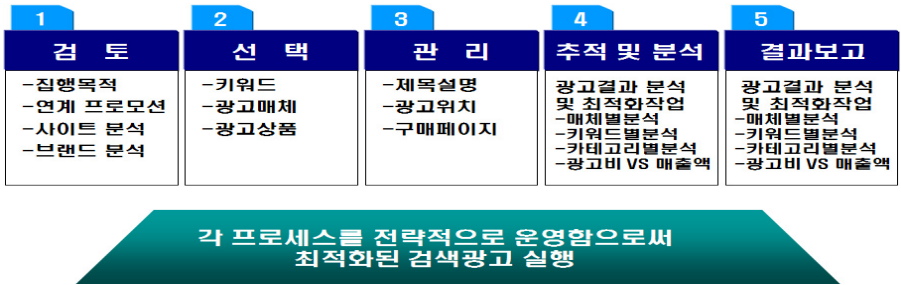 1
검 토
-집행목적
-연계 프로모션
-사이트 분석
-브랜드 분석
2
선 택
-키워드
-광고매체
-광고상품
3
관 리
-제목설명
-광고위치
-구매페이지
4
추적 및 분석
광고결과 분석
및 최적화작업
-매체별분석
-키워드별분석
-카테고리별분석
-광고비 VS 매출액
5
결과보고
광고결과 분석
및 최적화작업
-매체별분석
-키워드별분석
-카테고리별분석
-광고비 VS 매출액
각 프로세스를 전략적으로 운영함으로써
최적화된 검색광고 실행